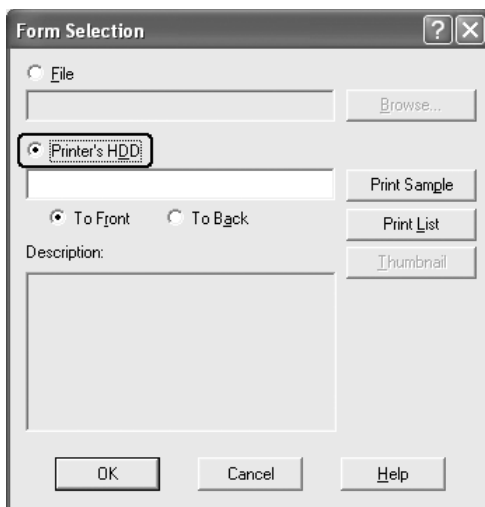 Form Selection
File
Browse...
Printer's HDD
Print Sample
To Front To Back
Print List
Description:
Thumbnail
OK Cancel Help